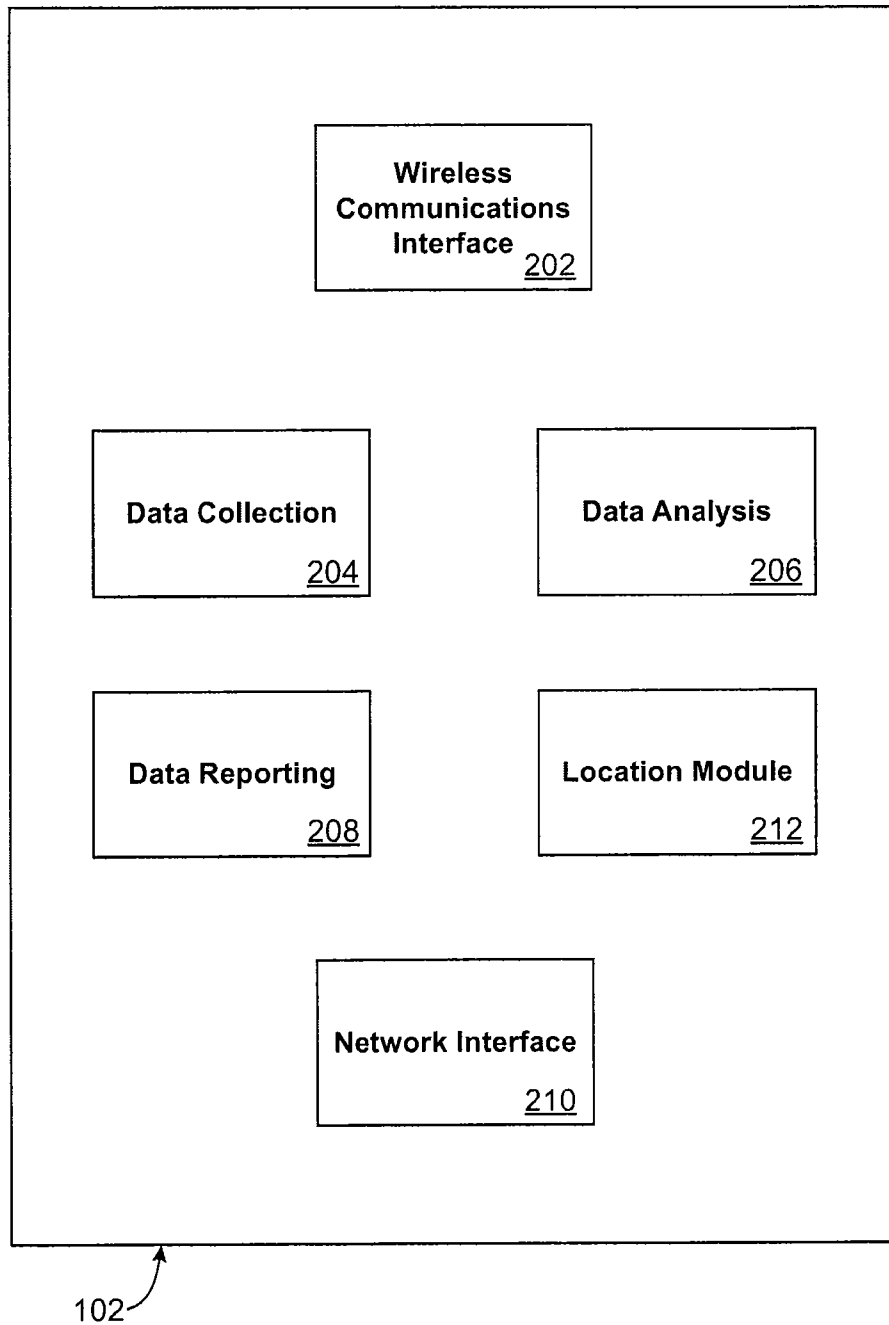 Wireless
Communications
Interface
202
Data Collection
204
Data Analysis
206
Data Reporting
208
Location Module
212
Network Interface
210
102